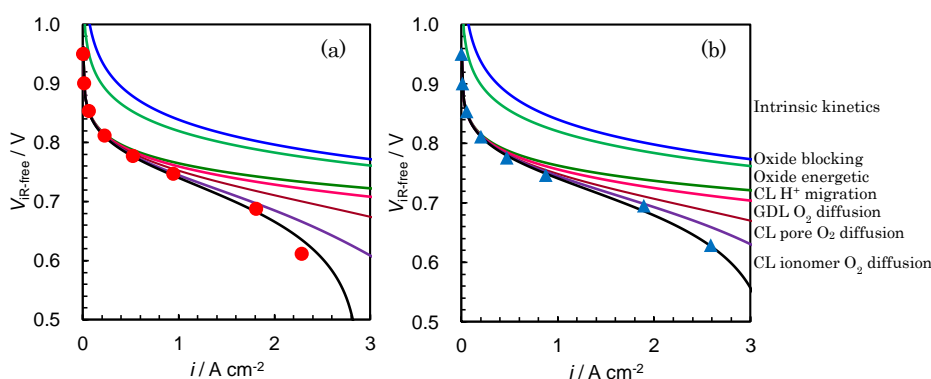 (a)
1.0
0.9
0.8
0.7
0.6
0.5
V_iR-free / V
0
1
2
3
i / A cm⁻²
(b)
1.0
0.9
0.8
0.7
0.6
0.5
V_iR-free / V
0
1
2
3
i / A cm⁻²
Intrinsic kinetics
Oxide blocking
Oxide energetic
CL H⁺ migration
GDL O₂ diffusion
CL pore O₂ diffusion
CL ionomer O₂ diffusion